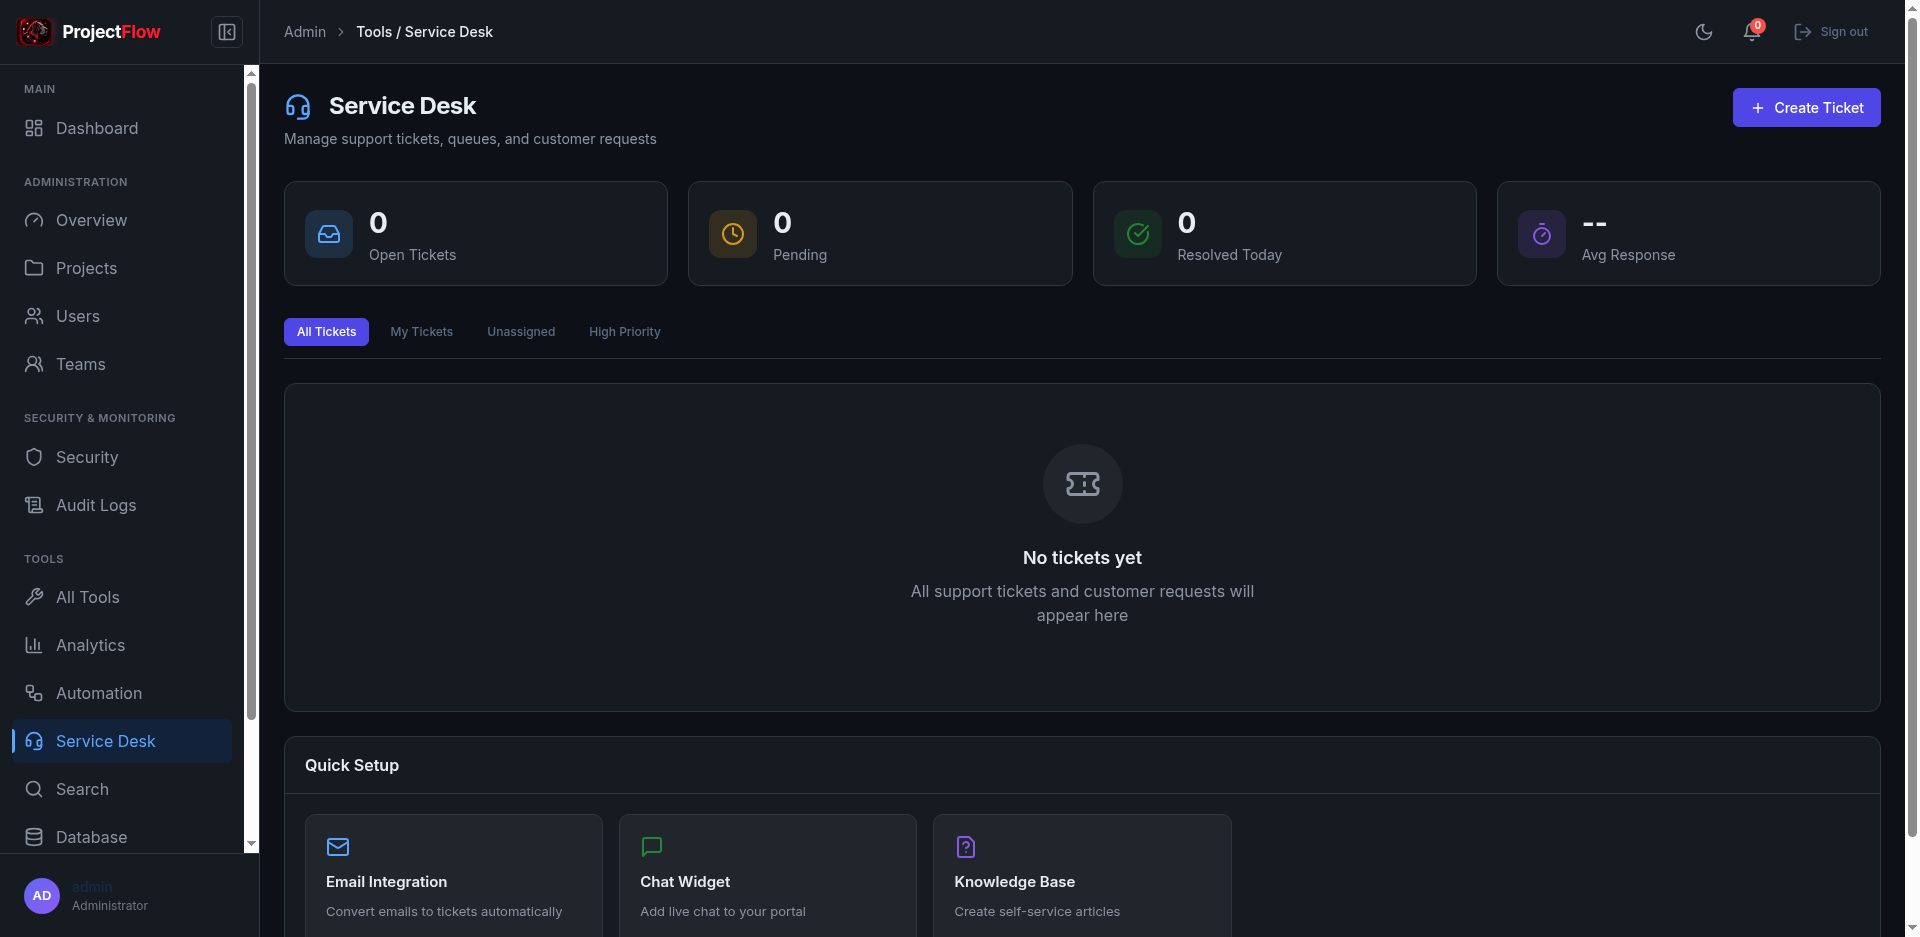 ProjectFlow
Admin
Tools / Service Desk
0
Sign out
MAIN
Dashboard
ADMINISTRATION
Overview
Projects
Users
Teams
SECURITY & MONITORING
Security
Audit Logs
TOOLS
All Tools
Analytics
Automation
Service Desk
Search
Database
AD
admin
Administrator
Service Desk
Manage support tickets, queues, and customer requests
Create Ticket
0
Open Tickets
0
Pending
0
Resolved Today
--
Avg Response
All Tickets
My Tickets
Unassigned
High Priority
No tickets yet
All support tickets and customer requests will
appear here
Quick Setup
Email Integration
Convert emails to tickets automatically
Chat Widget
Add live chat to your portal
Knowledge Base
Create self-service articles